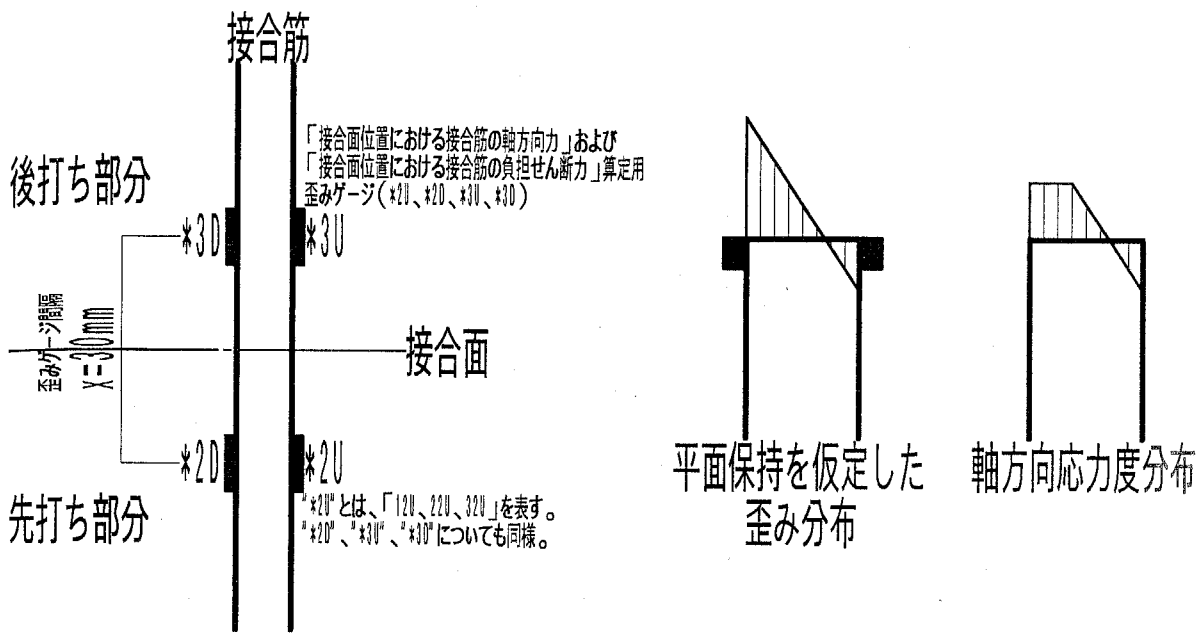 接合筋
「接合面位置における接合筋の軸方向力」および
「接合面位置における接合筋の負担せん断力」算定用
歪みゲージ(*2U、*2D、*3U、*3D)
後打ち部分
*3D
*3U
歪みゲージ間隔
x=30mm
接合面
*2D
*2U
先打ち部分
"*2U"とは、「12U、22U、32U」を表す。
"*2D"、"*3U"、"*3D"についても同様。
平面保持を仮定した
歪み分布
軸方向応力度分布